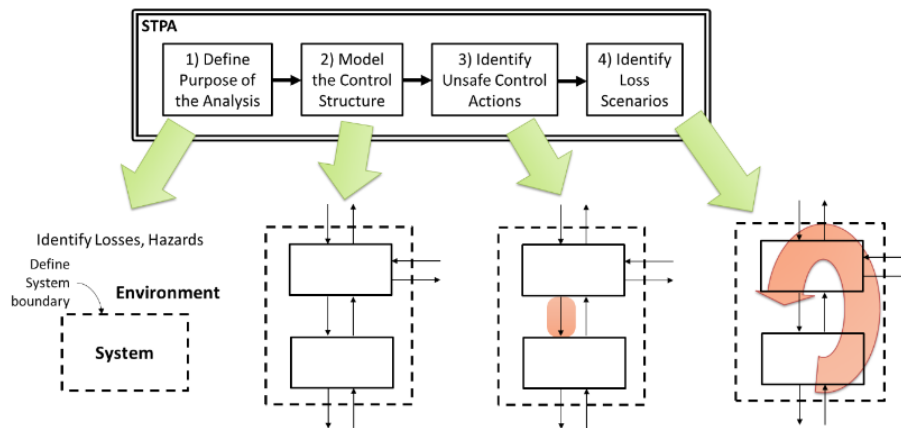 STPA
1) Define
Purpose of
the Analysis
2) Model
the Control
Structure
3) Identify
Unsafe Control
Actions
4) Identify
Loss
Scenarios
Identify Losses, Hazards
Define
System
boundary
Environment
System